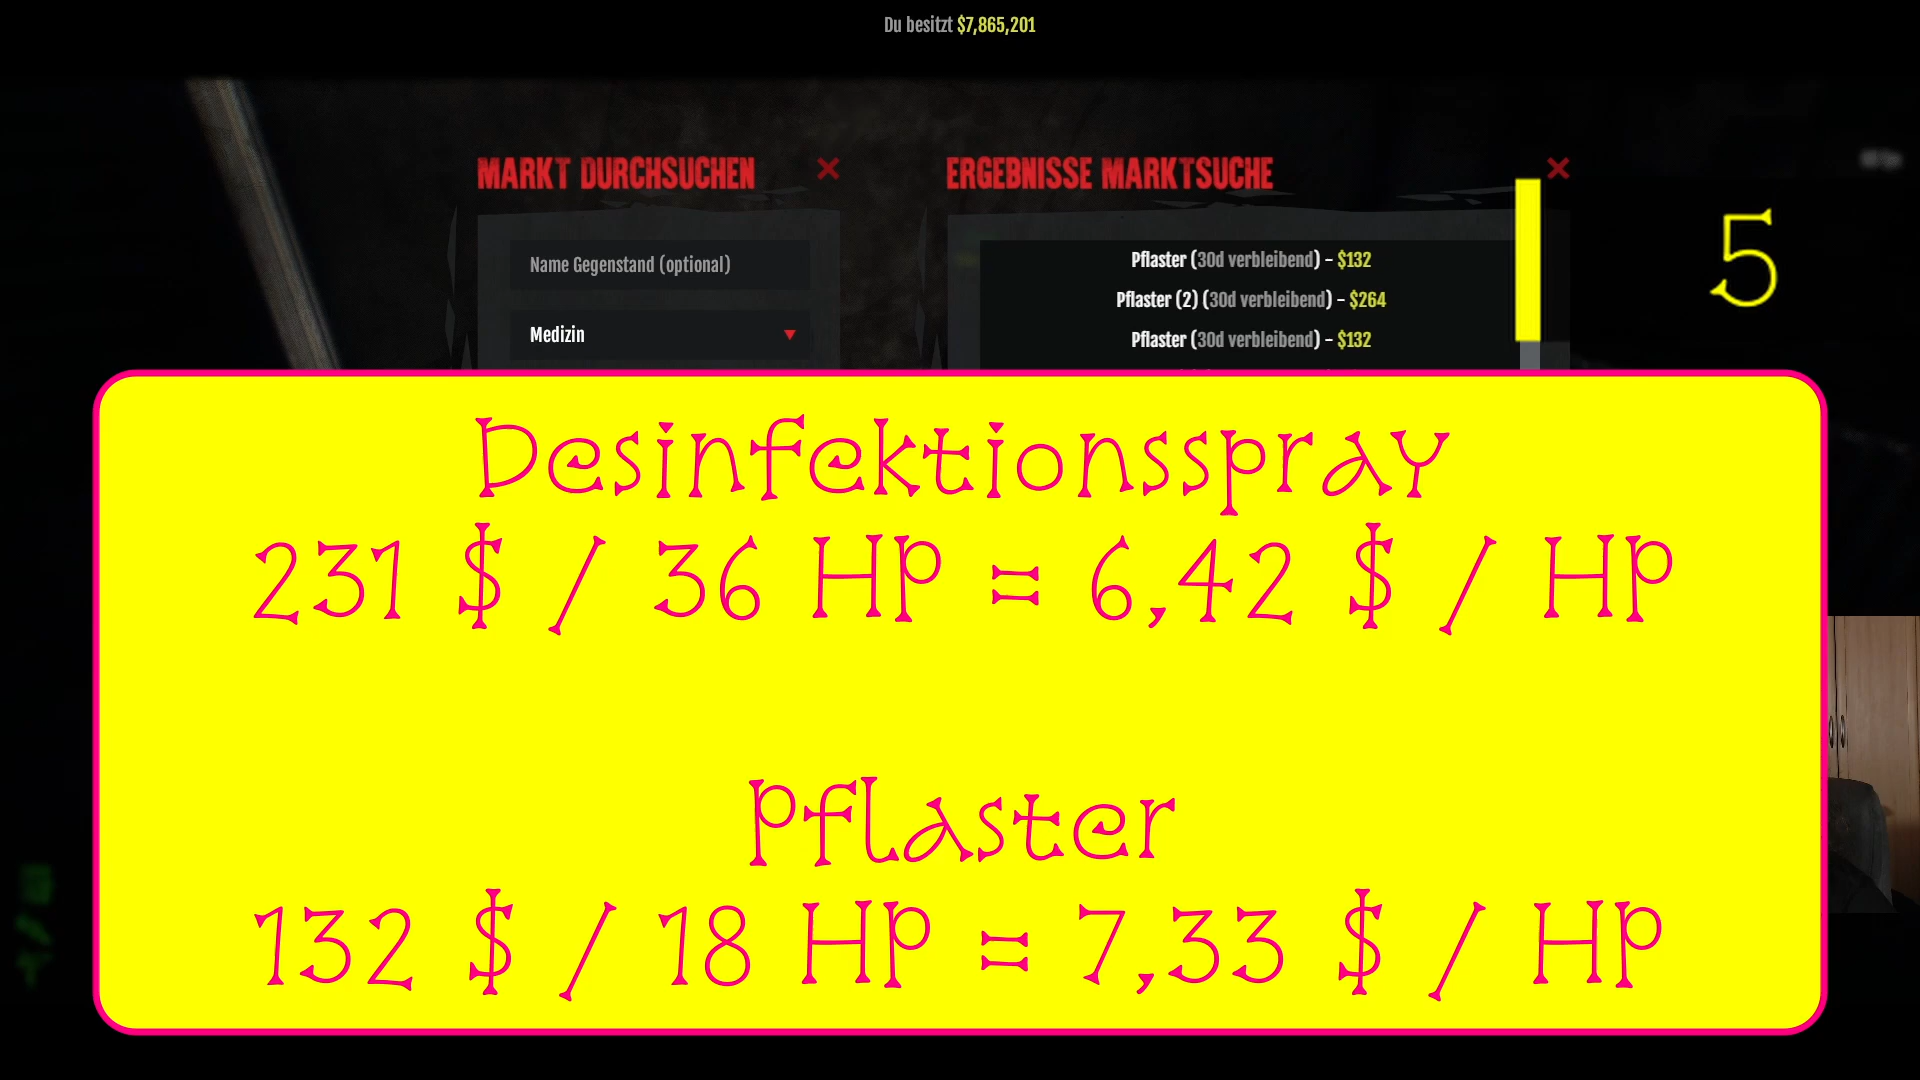 Du besitzt $7,865,201
MARKT DURCHSUCHEN
ERGEBNISSE MARKTSUCHE
5
Name Gegenstand (optional)
Medizin
Pflaster (30d verbleibend) - $132
Pflaster (2) (30d verbleibend) - $264
Pflaster (30d verbleibend) - $132
Desinfektionsspray
231 $ / 36 HP = 6,42 $ / HP
Pflaster
132 $ / 18 HP = 7,33 $ / HP